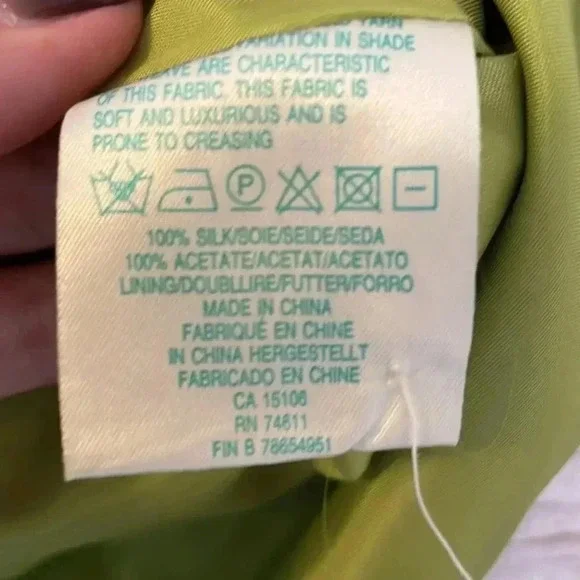 YARN
VARIATION IN SHADE
ARE CHARACTERISTIC
OF THIS FABRIC. THIS FABRIC IS
SOFT AND LUXURIOUS AND IS
PRONE TO CREASING
P
100% SILK/SOIE/SEIDE/SEDA
100% ACETATE/ACETAT/ACETATO
LINING/DOUBLLIRE/FUTTER/FORRO
MADE IN CHINA
FABRIQUÉ EN CHINE
IN CHINA HERGESTELLT
FABRICADO EN CHINE
CA 15106
RN 74611
FIN B 78654951